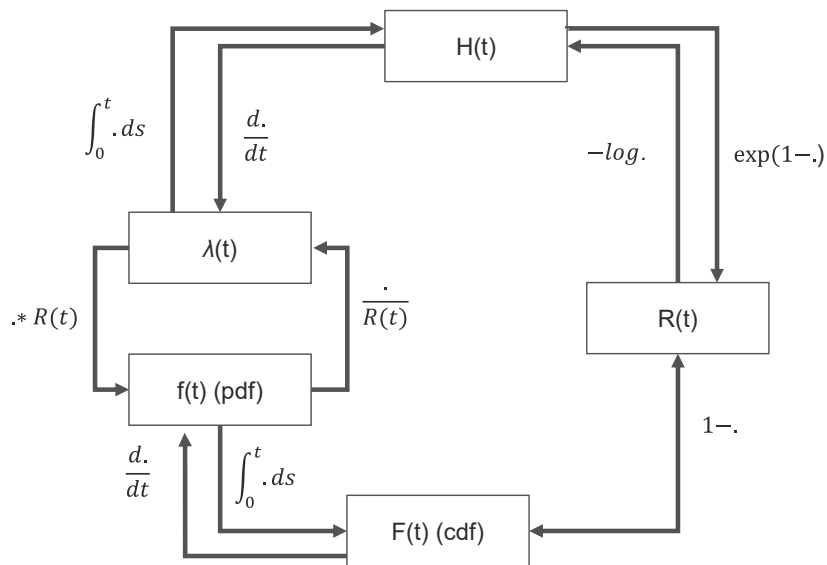 H(t)
∫₀ᵗ . ds
d. / dt
−log.
exp(1−.)
λ(t)
.∗ R(t)
. / R(t)
R(t)
f(t) (pdf)
1−.
d. / dt
∫₀ᵗ . ds
F(t) (cdf)